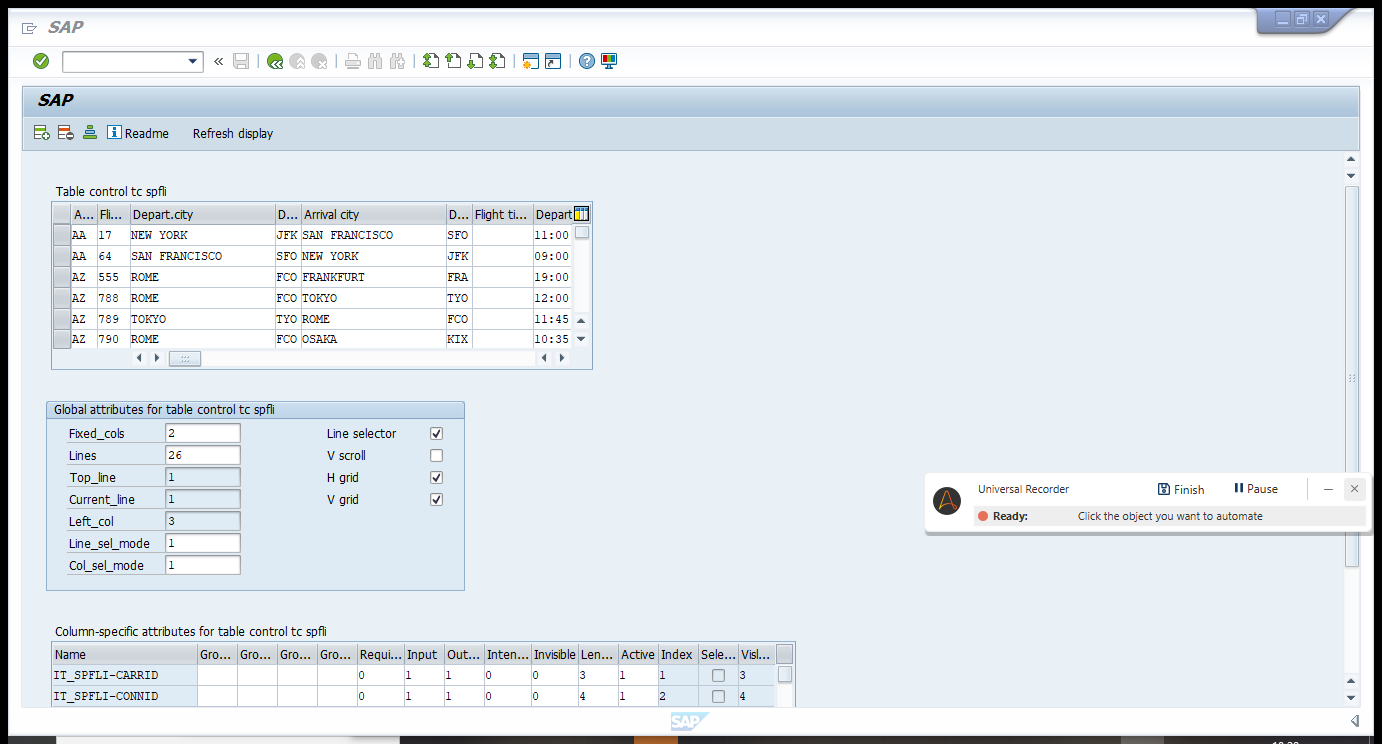 SAP
SAP
Readme Refresh display
Table control tc spfli
A... Fli... Depart.city D... Arrival city D... Flight ti... Depart
AA 17 NEW YORK JFK SAN FRANCISCO SFO 11:00
AA 64 SAN FRANCISCO SFO NEW YORK JFK 09:00
AZ 555 ROME FCO FRANKFURT FRA 19:00
AZ 788 ROME FCO TOKYO TYO 12:00
AZ 789 TOKYO TYO ROME FCO 11:45
AZ 790 ROME FCO OSAKA KIX 10:35
Global attributes for table control tc spfli
Fixed_cols 2 Line selector
Lines 26 V scroll
Top_line 1 H grid
Current_line 1 V grid
Left_col 3
Line_sel_mode 1
Col_sel_mode 1
Universal Recorder Finish Pause
Ready: Click the object you want to automate
Column-specific attributes for table control tc spfli
Name Gro... Gro... Gro... Gro... Requi... Input Out... Inten... Invisible Len... Active Index Sele... Visl...
IT_SPFLI-CARRID 0 1 1 0 0 3 1 1 3
IT_SPFLI-CONNID 0 1 1 0 0 4 1 2 4
SAP